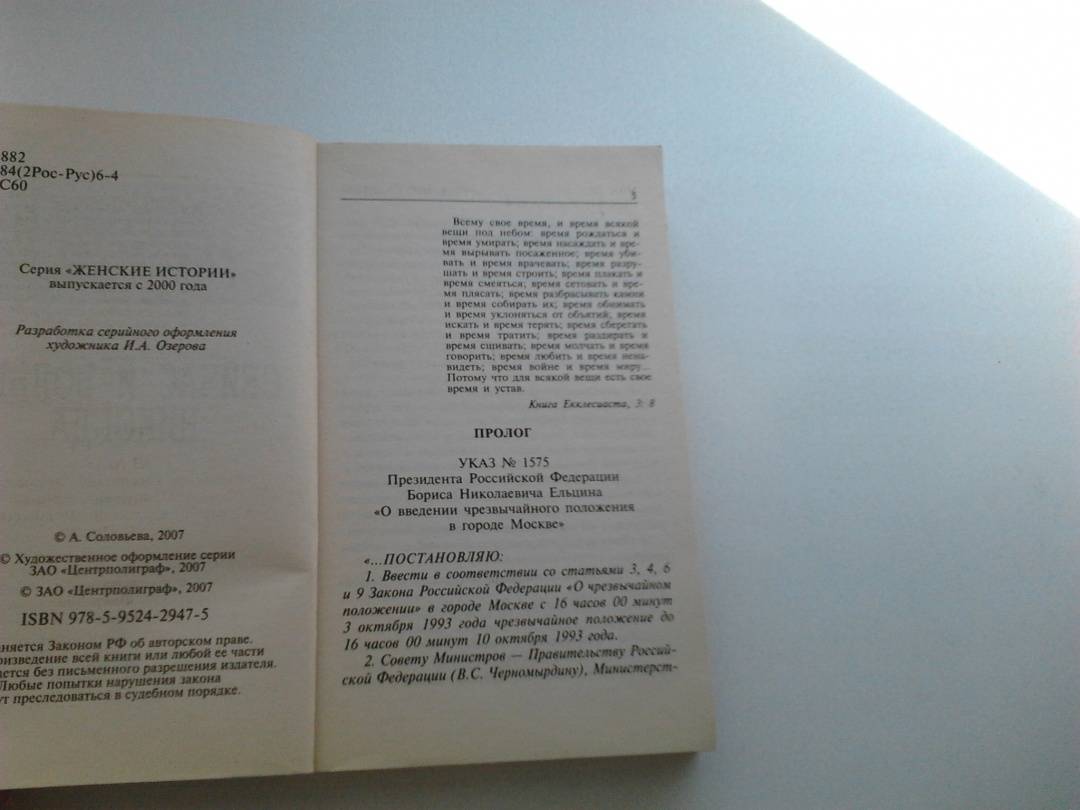 882
84(2Рос-Рус)6-4
С60
Серия «ЖЕНСКИЕ ИСТОРИИ»
выпускается с 2000 года
Разработка серийного оформления
художника И.А. Озерова
© А. Соловьева, 2007
© Художественное оформление серии
ЗАО «Центрполиграф», 2007
© ЗАО «Центрполиграф», 2007
ISBN 978-5-9524-2947-5
аняется Законом РФ об авторском праве.
оизведение всей книги или любой ее части
ается без письменного разрешения издателя.
Любые попытки нарушения закона
ут преследоваться в судебном порядке.
5
Всему свое время, и время всякой
вещи под небом: время рождаться и
время умирать; время насаждать и вре-
мя вырывать посаженное; время уби-
вать и время врачевать; время разру-
шать и время строить; время плакать и
время смеяться; время сетовать и вре-
мя плясать; время разбрасывать камни
и время собирать их; время обнимать
и время уклоняться от объятий; время
искать и время терять; время сберегать
и время тратить; время раздирать и
время сшивать; время молчать и время
говорить; время любить и время нена-
видеть; время войне и время миру...
Потому что для всякой вещи есть свое
время и устав.
Книга Екклесиаста, 3: 8
ПРОЛОГ
УКАЗ № 1575
Президента Российской Федерации
Бориса Николаевича Ельцина
«О введении чрезвычайного положения
в городе Москве»
«...ПОСТАНОВЛЯЮ:
1. Ввести в соответствии со статьями 3, 4, 6
и 9 Закона Российской Федерации «О чрезвычайном
положении» в городе Москве с 16 часов 00 минут
3 октября 1993 года чрезвычайное положение до
16 часов 00 минут 10 октября 1993 года.
2. Совету Министров — Правительству Россий-
ской Федерации (В.С. Черномырдину), Министерст-